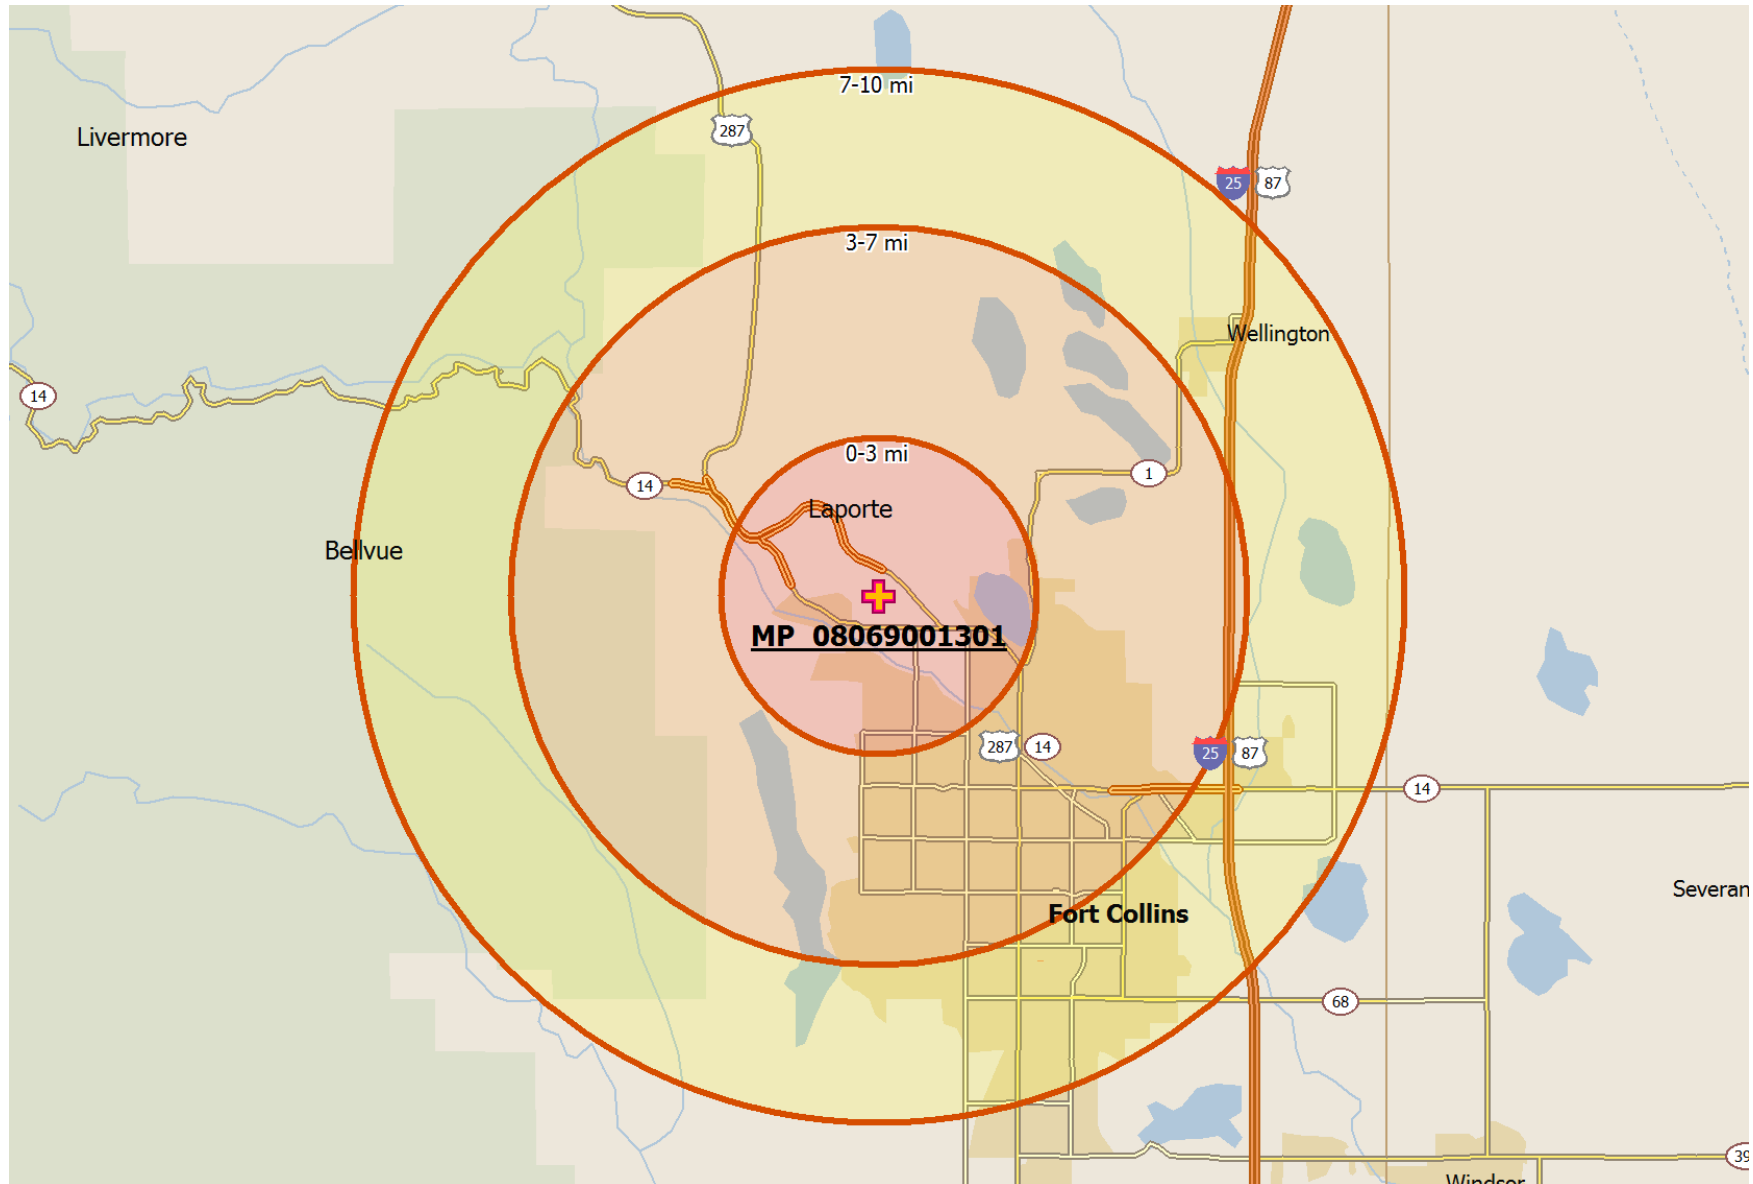 7-10 mi
287
Livermore
25
87
3-7 mi
Wellington
14
0-3 mi
1
14
Laporte
Bellvue
MP 08069001301
287
14
25
87
14
Severan
Fort Collins
68
39
Windsor